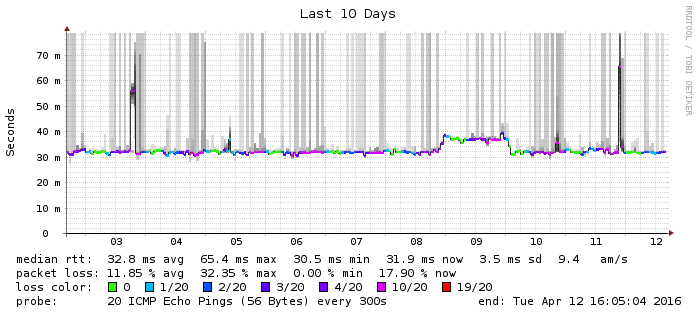 Last 10 Days
RRDTOOL / TOBI OETIKER
Seconds
70 m
60 m
50 m
40 m
30 m
20 m
10 m
0
03 04 05 06 07 08 09 10 11 12
median rtt: 32.8 ms avg 65.4 ms max 30.5 ms min 31.9 ms now 3.5 ms sd 9.4 am/s
packet loss: 11.85 % avg 32.35 % max 0.00 % min 17.90 % now
loss color: 0 1/20 2/20 3/20 4/20 10/20 19/20
probe: 20 ICMP Echo Pings (56 Bytes) every 300s end: Tue Apr 12 16:05:04 2016